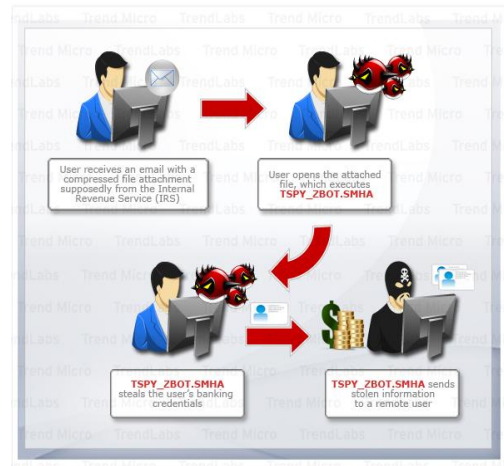 User receives an email with a
compressed file attachment
supposedly from the Internal
Revenue Service (IRS)
User opens the attached
file, which executes
TSPY_ZBOT.SMHA
TSPY_ZBOT.SMHA
steals the user's banking
credentials
TSPY_ZBOT.SMHA sends
stolen information
to a remote user